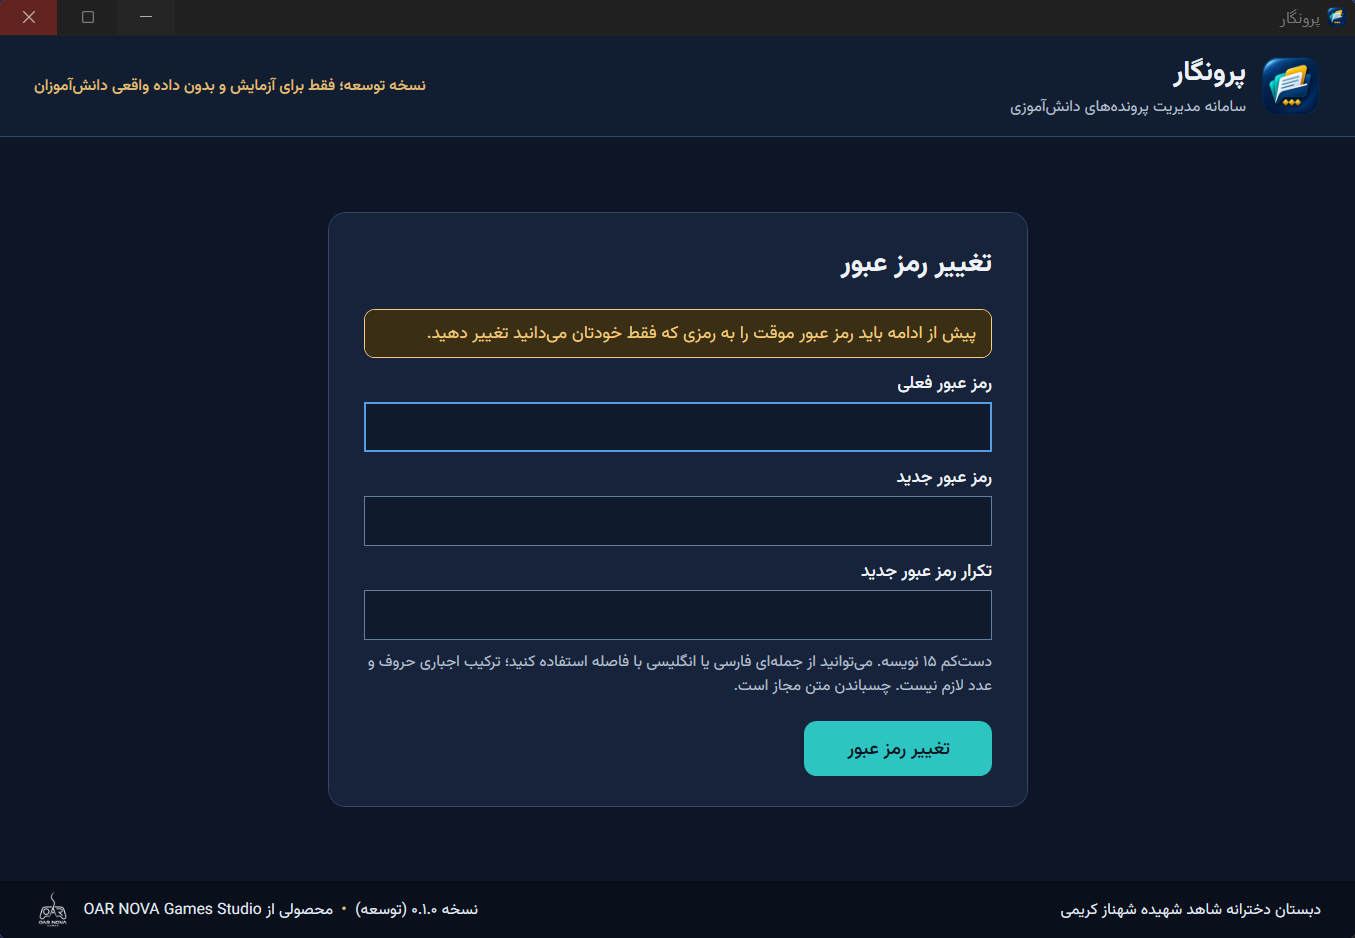 پرونگار
پرونگار
سامانه مدیریت پرونده‌های دانش‌آموزی
نسخه توسعه؛ فقط برای آزمایش و بدون داده واقعی دانش‌آموزان
تغییر رمز عبور
پیش از ادامه باید رمز عبور موقت را به رمزی که فقط خودتان می‌دانید تغییر دهید.
رمز عبور فعلی
رمز عبور جدید
تکرار رمز عبور جدید
دست‌کم ۱۵ نویسه. می‌توانید از جمله‌ای فارسی یا انگلیسی با فاصله استفاده کنید؛ ترکیب اجباری حروف و
عدد لازم نیست. چسباندن متن مجاز است.
تغییر رمز عبور
دبستان دخترانه شاهد شهیده شهناز کریمی
نسخه ۰.۱.۰ (توسعه) • محصولی از OAR NOVA Games Studio
OAR NOVA
GAMES